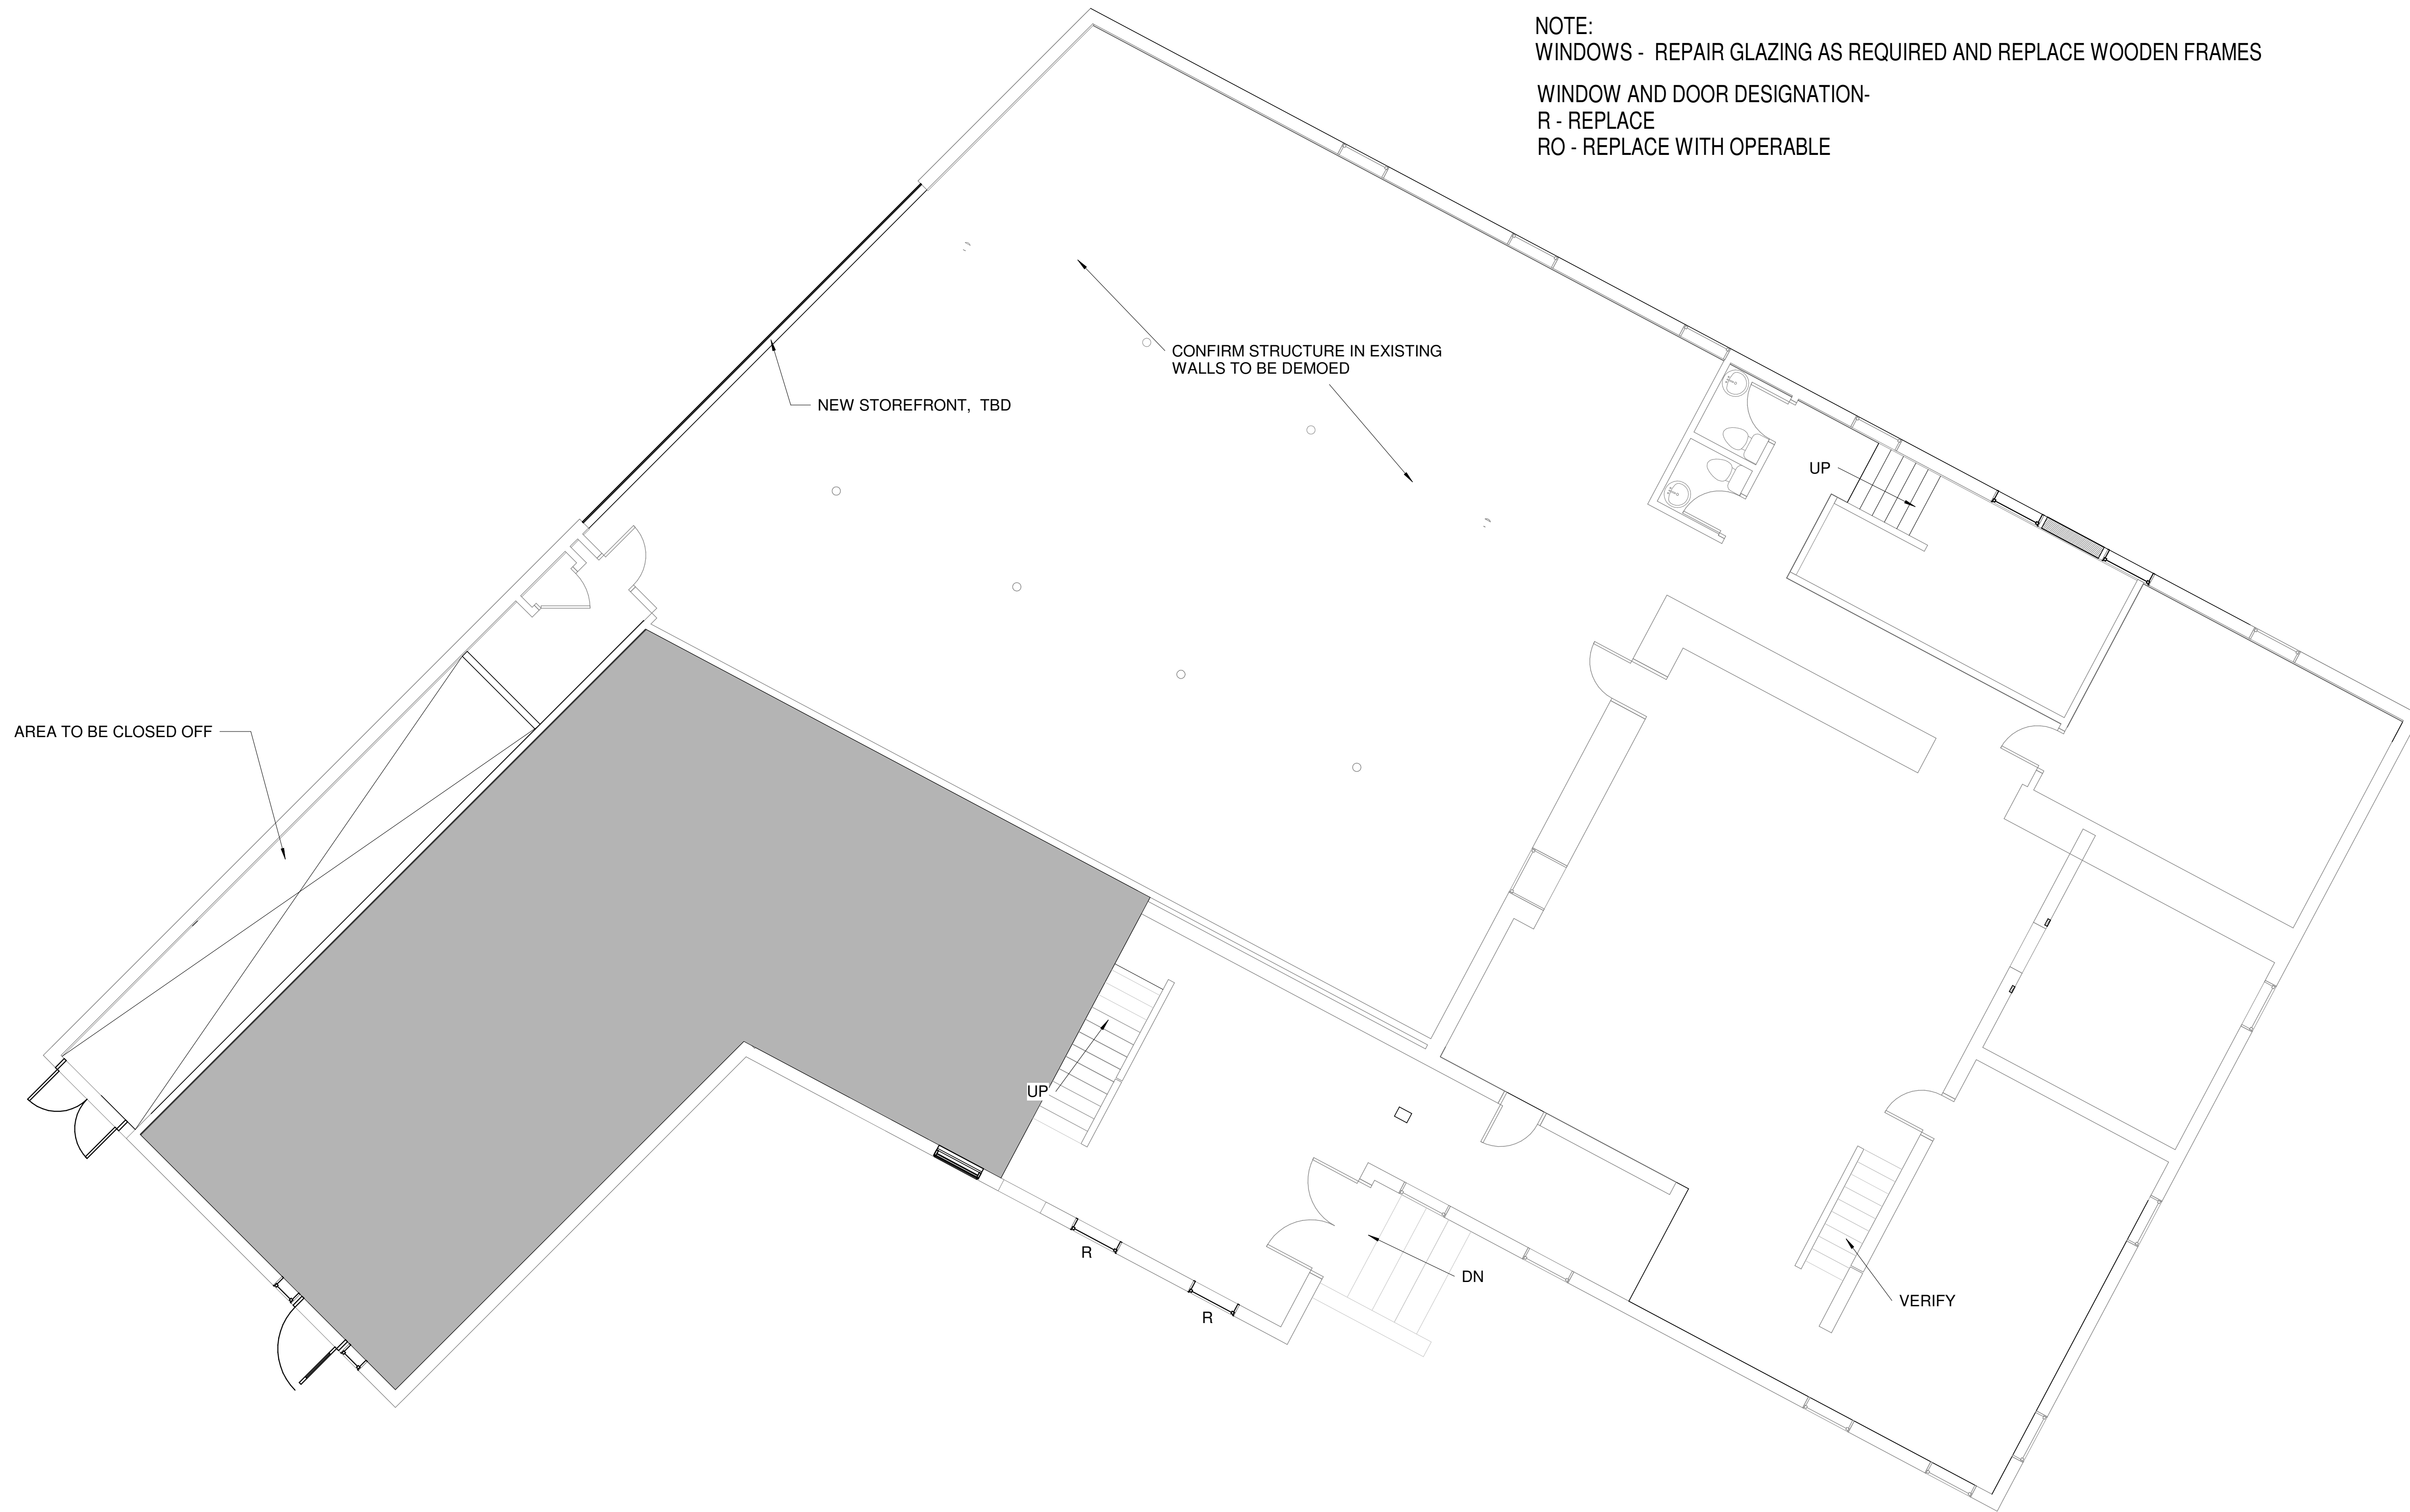 NOTE:
WINDOWS - REPAIR GLAZING AS REQUIRED AND REPLACE WOODEN FRAMES
WINDOW AND DOOR DESIGNATION-
R - REPLACE
RO - REPLACE WITH OPERABLE
CONFIRM STRUCTURE IN EXISTING
WALLS TO BE DEMOED
NEW STOREFRONT, TBD
UP
AREA TO BE CLOSED OFF
UP
R
DN
VERIFY
R